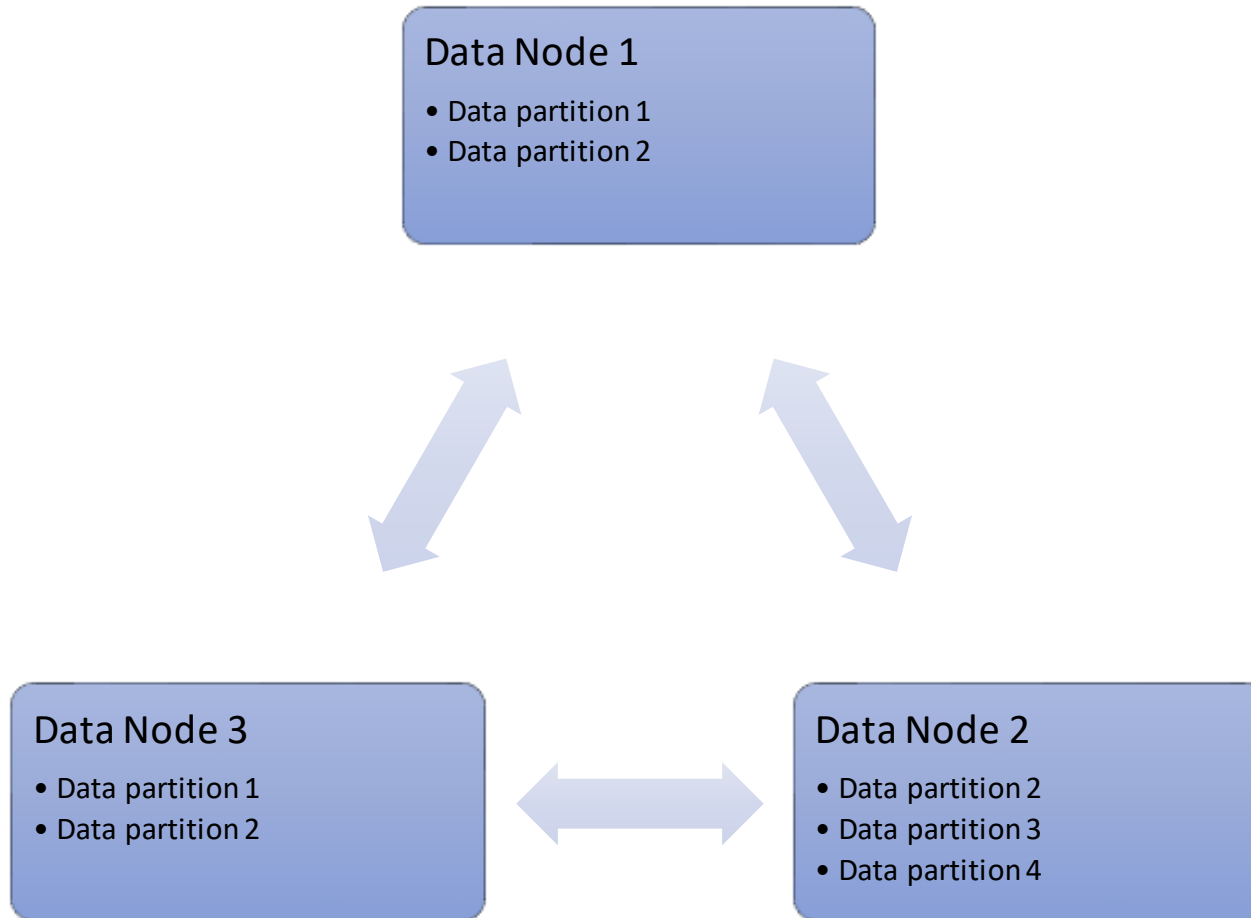 Data Node 1
• Data partition 1
• Data partition 2
Data Node 3
• Data partition 1
• Data partition 2
Data Node 2
• Data partition 2
• Data partition 3
• Data partition 4